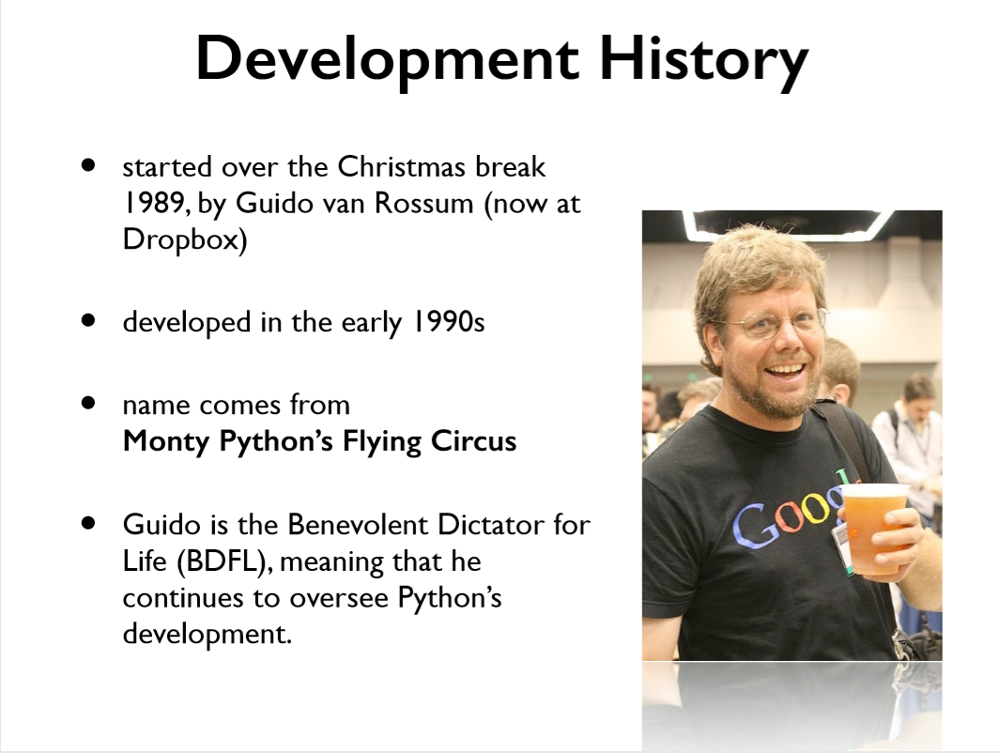 Development History
• started over the Christmas break
1989, by Guido van Rossum (now at
Dropbox)
• developed in the early 1990s
• name comes from
Monty Python’s Flying Circus
• Guido is the Benevolent Dictator for
Life (BDFL), meaning that he
continues to oversee Python’s
development.
Googl